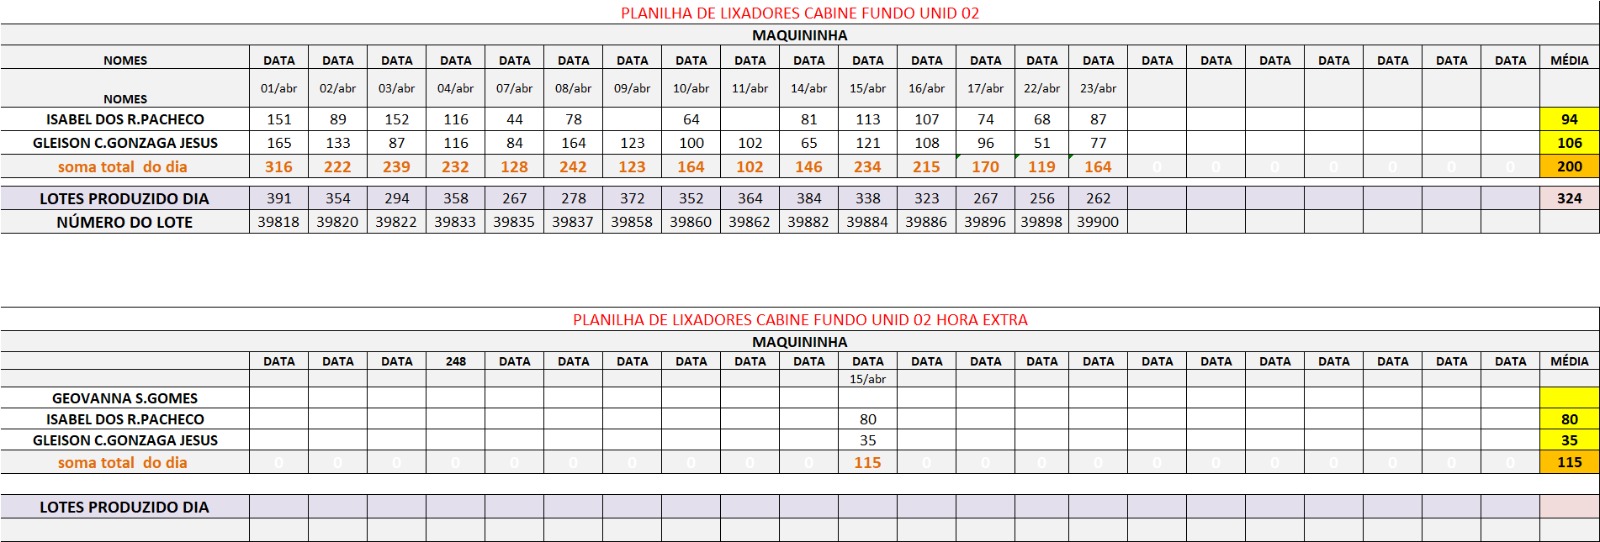 PLANILHA DE LIXADORES CABINE FUNDO UNID 02
MAQUININHA
NOMES DATA DATA DATA DATA DATA DATA DATA DATA DATA DATA DATA DATA DATA DATA DATA DATA DATA DATA DATA DATA DATA DATA MÉDIA
NOMES 01/abr 02/abr 03/abr 04/abr 07/abr 08/abr 09/abr 10/abr 11/abr 14/abr 15/abr 16/abr 17/abr 22/abr 23/abr
ISABEL DOS R.PACHECO 151 89 152 116 44 78 64 81 113 107 74 68 87 94
GLEISON C.GONZAGA JESUS 165 133 87 116 84 164 123 100 102 65 121 108 96 51 77 106
soma total do dia 316 222 239 232 128 242 123 164 102 146 234 215 170 119 164 0 0 0 0 0 0 0 200
LOTES PRODUZIDO DIA 391 354 294 358 267 278 372 352 364 384 338 323 267 256 262 324
NÚMERO DO LOTE 39818 39820 39822 39833 39835 39837 39858 39860 39862 39882 39884 39886 39896 39898 39900
PLANILHA DE LIXADORES CABINE FUNDO UNID 02 HORA EXTRA
MAQUININHA
DATA DATA DATA 248 DATA DATA DATA DATA DATA DATA DATA DATA DATA DATA DATA DATA DATA DATA DATA DATA DATA DATA MÉDIA
15/abr
GEOVANNA S.GOMES
ISABEL DOS R.PACHECO 80 80
GLEISON C.GONZAGA JESUS 35 35
soma total do dia 0 0 0 0 0 0 0 0 0 0 115 0 0 0 0 0 0 0 0 0 0 0 115
LOTES PRODUZIDO DIA